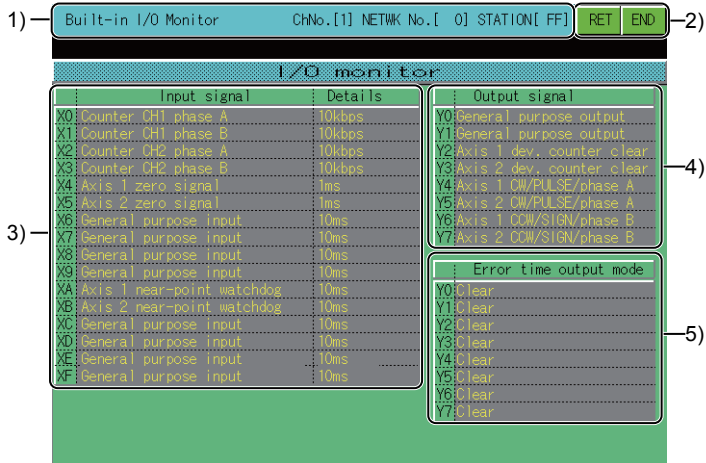 1) Built-in I/O Monitor ChNo.[1] NETWK No.[ 0] STATION[ FF] RET END 2)
I/O monitor
Input signal Details
X0 Counter CH1 phase A 10kbps
X1 Counter CH1 phase B 10kbps
X2 Counter CH2 phase A 10kbps
X3 Counter CH2 phase B 10kbps
X4 Axis 1 zero signal 1ms
X5 Axis 2 zero signal 1ms
X6 General purpose input 10ms
X7 General purpose input 10ms
X8 General purpose input 10ms
X9 General purpose input 10ms
XA Axis 1 near-point watchdog 10ms
XB Axis 2 near-point watchdog 10ms
XC General purpose input 10ms
XD General purpose input 10ms
XE General purpose input 10ms
XF General purpose input 10ms
3)
Output signal
Y0 General purpose output
Y1 General purpose output
Y2 Axis 1 dev. counter clear
Y3 Axis 2 dev. counter clear
Y4 Axis 1 CW/PULSE/phase A
Y5 Axis 2 CW/PULSE/phase A
Y6 Axis 1 CCW/SIGN/phase B
Y7 Axis 2 CCW/SIGN/phase B
4)
Error time output mode
Y0 Clear
Y1 Clear
Y2 Clear
Y3 Clear
Y4 Clear
Y5 Clear
Y6 Clear
Y7 Clear
5)